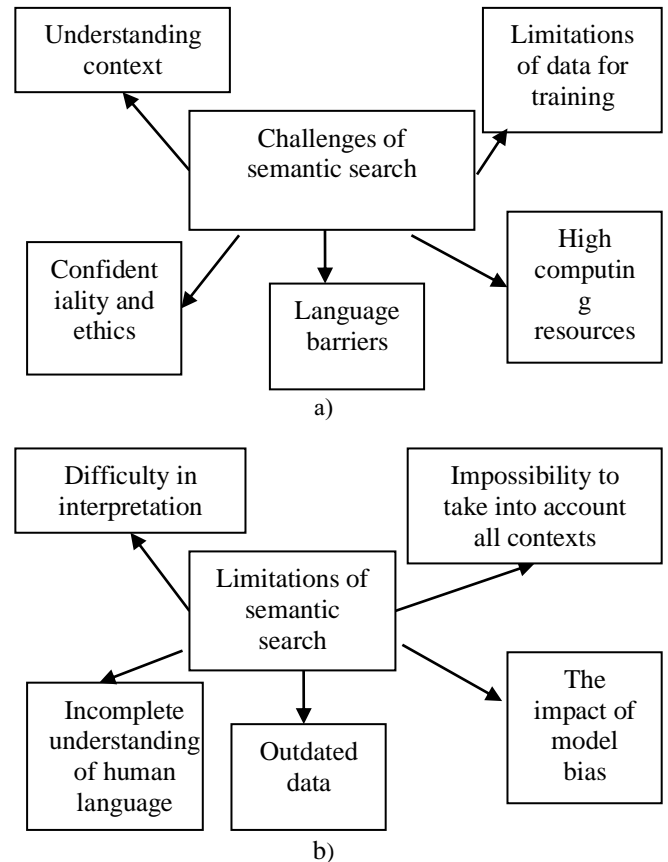 Understanding
context
Limitations
of data for
training
Challenges of
semantic search
Confident
iality and
ethics
Language
barriers
High
computin
g
resources
a)
Difficulty in
interpretation
Impossibility to
take into account
all contexts
Limitations of
semantic
search
Incomplete
understanding
of human
language
Outdated
data
The
impact of
model
bias
b)